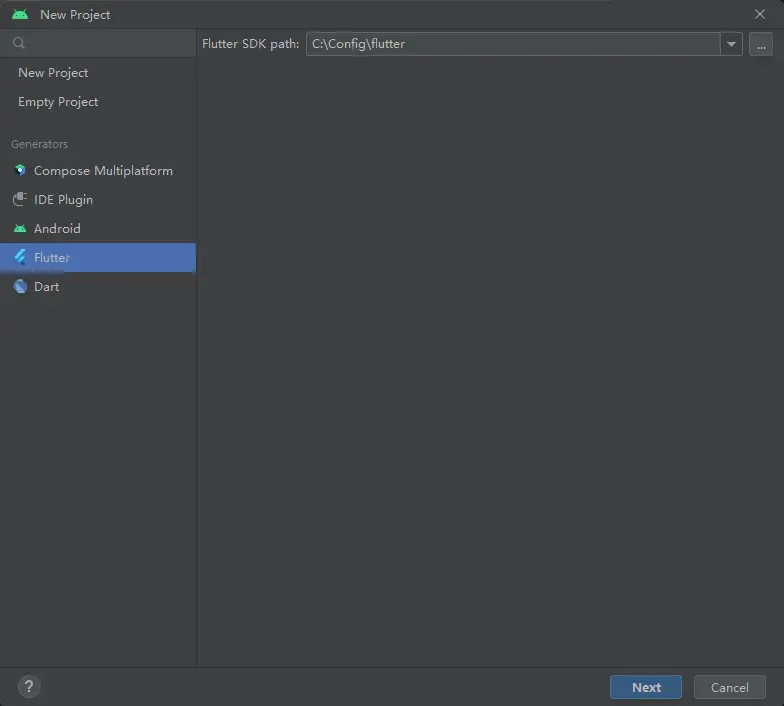 New Project
Flutter SDK path: C:\Config\flutter ...
New Project
Empty Project
Generators
Compose Multiplatform
IDE Plugin
Android
Flutter
Dart
? Next Cancel